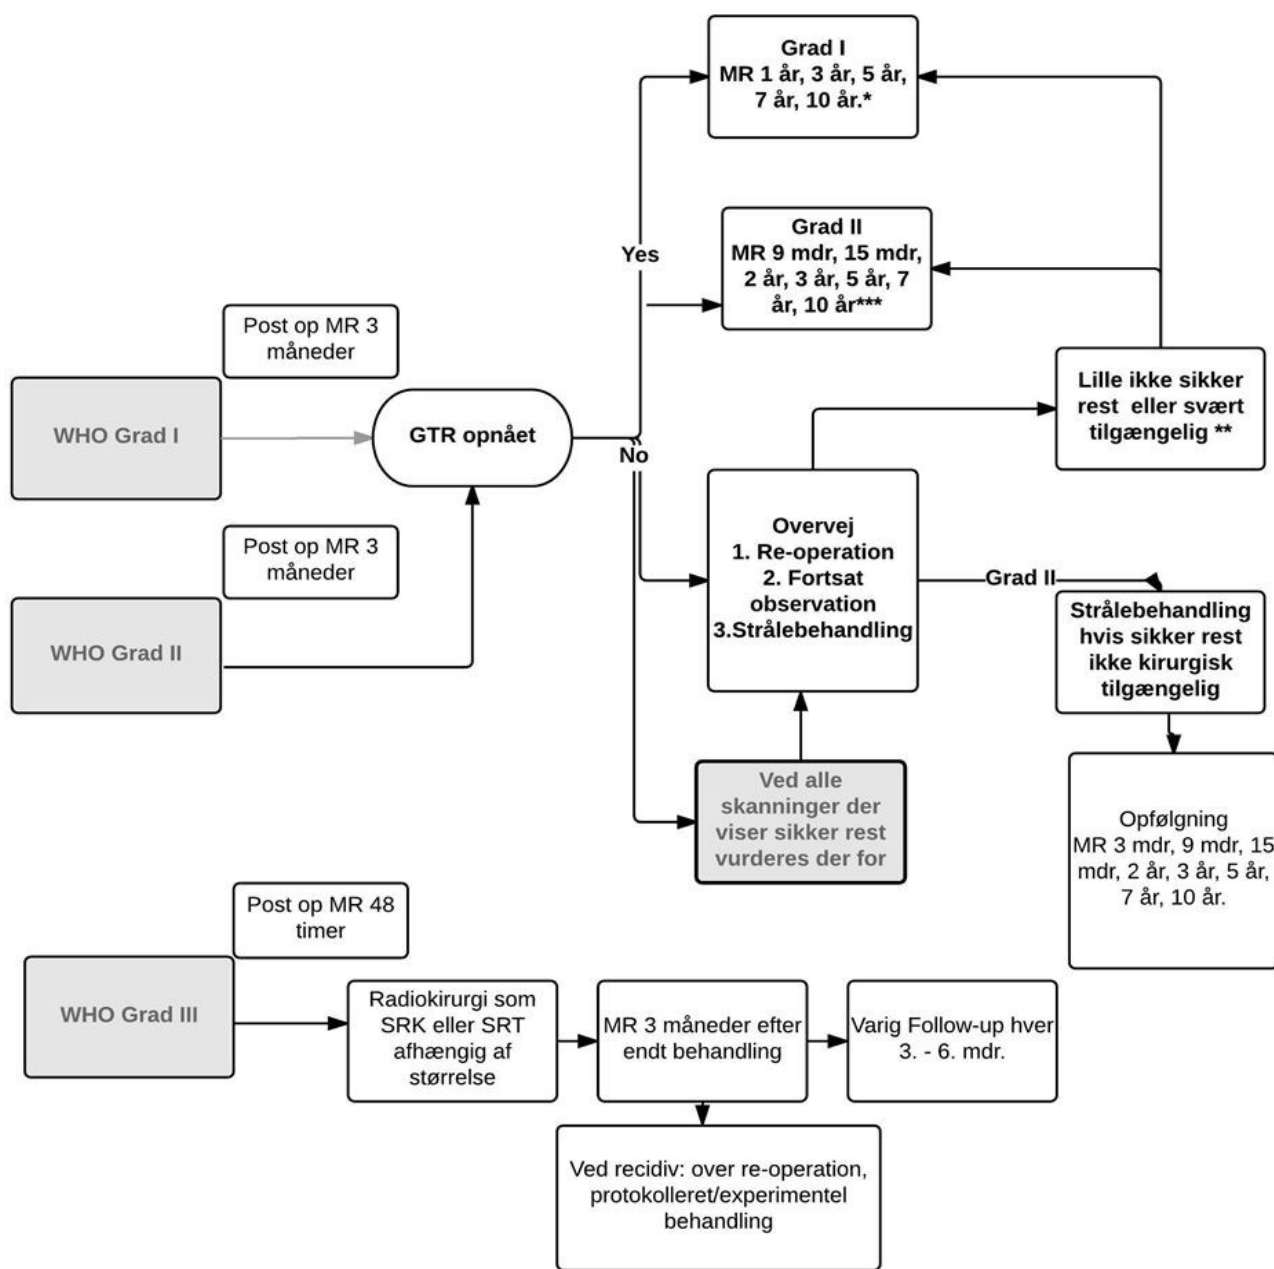 Grad I
MR 1 år, 3 år, 5 år,
7 år, 10 år.*
Yes
Grad II
MR 9 mdr, 15 mdr,
2 år, 3 år, 5 år, 7
år, 10 år***
Post op MR 3
måneder
WHO Grad I
GTR opnået
No
Lille ikke sikker
rest eller svært
tilgængelig **
Post op MR 3
måneder
WHO Grad II
Overvej
1. Re-operation
2. Fortsat
observation
3.Strålebehandling
Grad II
Strålebehandling
hvis sikker rest
ikke kirurgisk
tilgængelig
Ved alle
skanninger der
viser sikker rest
vurderes der for
Opfølgning
MR 3 mdr, 9 mdr, 15
mdr, 2 år, 3 år, 5 år,
7 år, 10 år.
Post op MR 48
timer
WHO Grad III
Radiokirurgi som
SRK eller SRT
afhængig af
størrelse
MR 3 måneder efter
endt behandling
Varig Follow-up hver
3. - 6. mdr.
Ved recidiv: over re-operation,
protokolleret/experimentel
behandling